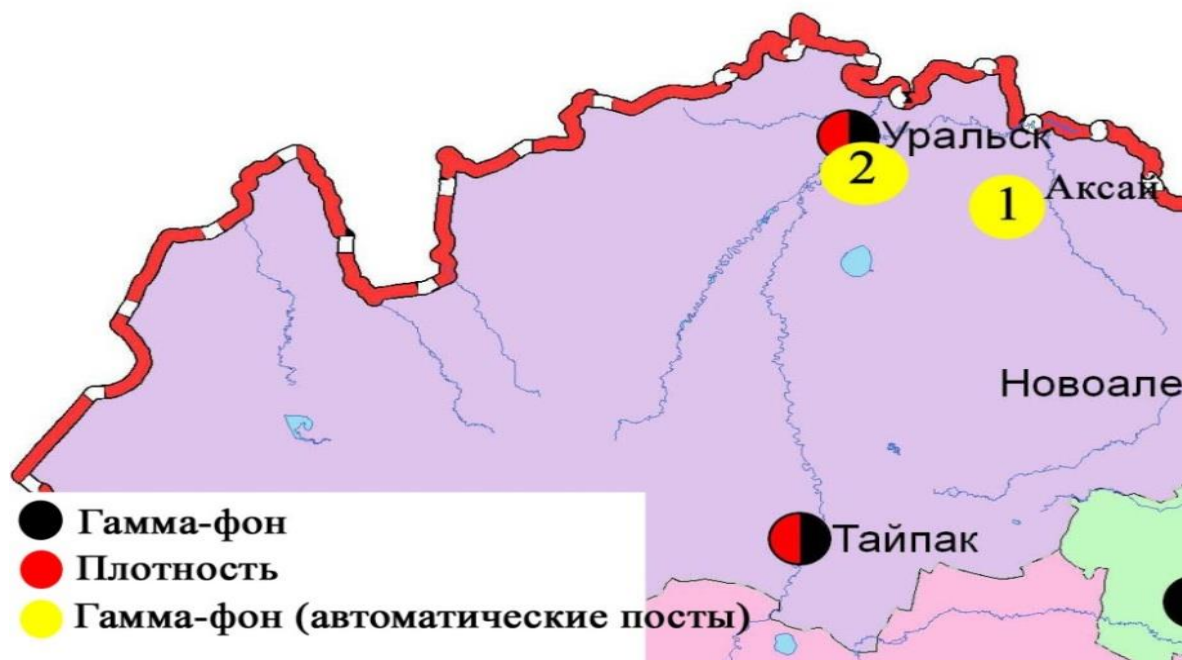 Уральск
2
1
Аксай
Новоале
Тайпак
Гамма-фон
Плотность
Гамма-фон (автоматические посты)